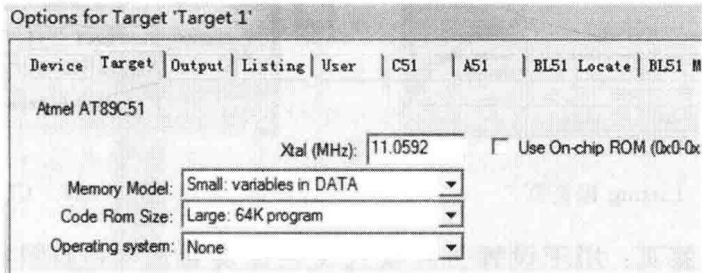 Options for Target 'Target 1'
Device Target Output Listing User C51 A51 BL51 Locate BL51 M
Atmel AT89C51
Xtal (MHz): 11.0592 Use On-chip ROM (0x0-0x
Memory Model: Small: variables in DATA
Code Rom Size: Large: 64K program
Operating system: None